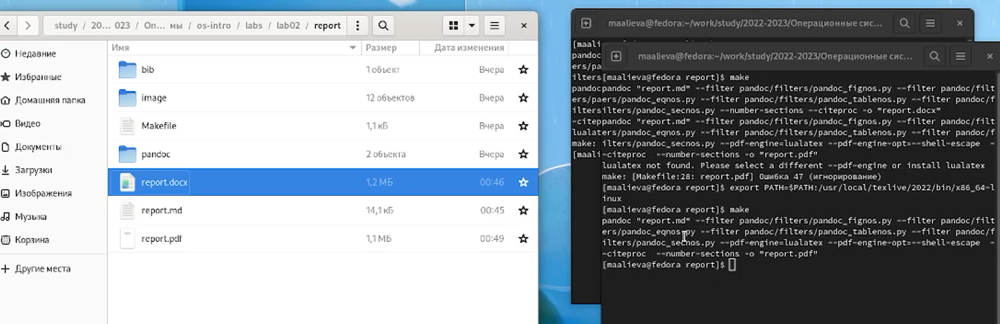 study / 20... 023 / Оп... мы / os-intro / labs / lab02 / report
Имя Размер Дата изменения
Недавние
Избранные
Домашняя папка
Видео
Документы
Загрузки
Изображения
Музыка
Корзина
Другие места
bib 1 объект Вчера
image 12 объектов Вчера
Makefile 1,1 кБ Вчера
pandoc 2 объекта Вчера
report.docx 1,2 МБ 00:46
report.md 14,1 кБ 00:45
report.pdf 1,1 МБ 00:49
maalieva@fedora:~/work/study/2022-2023/Операционные сис...
[maali
pandoc
ers/pa
ilters
pandoc
ers/pa
ilters
-citep
lualat
make:
[maali
maalieva@fedora:~/work/study/2022-2023/Операционные сис...
[maalieva@fedora report]$ make
pandoc "report.md" --filter pandoc/filters/pandoc_fignos.py --filter pandoc/filt
ers/pandoc_eqnos.py --filter pandoc/filters/pandoc_tablenos.py --filter pandoc/f
ilters/pandoc_secnos.py --number-sections --citeproc -o "report.docx"
pandoc "report.md" --filter pandoc/filters/pandoc_fignos.py --filter pandoc/filt
ers/pandoc_eqnos.py --filter pandoc/filters/pandoc_tablenos.py --filter pandoc/f
ilters/pandoc_secnos.py --pdf-engine=lualatex --pdf-engine-opt=--shell-escape -
-citeproc --number-sections -o "report.pdf"
lualatex not found. Please select a different --pdf-engine or install lualatex
make: [Makefile:28: report.pdf] Ошибка 47 (игнорирование)
[maalieva@fedora report]$ export PATH=$PATH:/usr/local/texlive/2022/bin/x86_64-l
inux
[maalieva@fedora report]$ make
pandoc "report.md" --filter pandoc/filters/pandoc_fignos.py --filter pandoc/filt
ers/pandoc_eqnos.py --filter pandoc/filters/pandoc_tablenos.py --filter pandoc/f
ilters/pandoc_secnos.py --pdf-engine=lualatex --pdf-engine-opt=--shell-escape -
-citeproc --number-sections -o "report.pdf"
[maalieva@fedora report]$